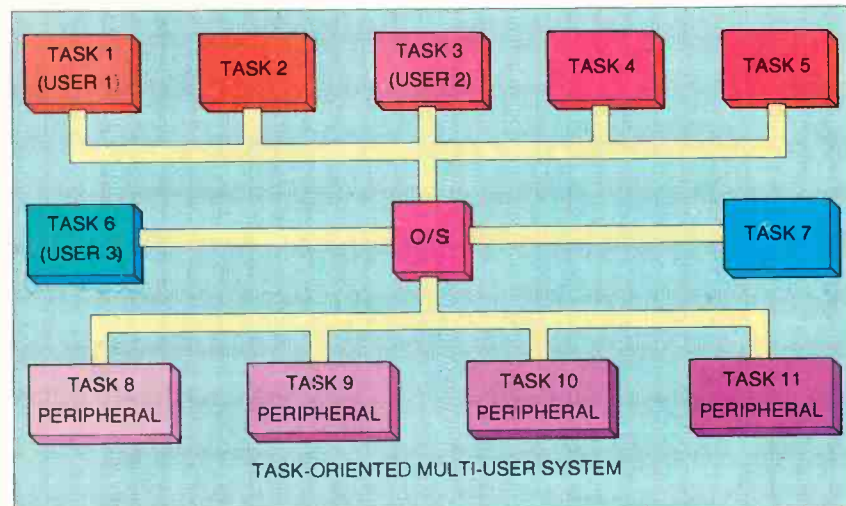 TASK 1
(USER 1)
TASK 2
TASK 3
(USER 2)
TASK 4
TASK 5
TASK 6
(USER 3)
O/S
TASK 7
TASK 8
PERIPHERAL
TASK 9
PERIPHERAL
TASK 10
PERIPHERAL
TASK 11
PERIPHERAL
TASK-ORIENTED MULTI-USER SYSTEM